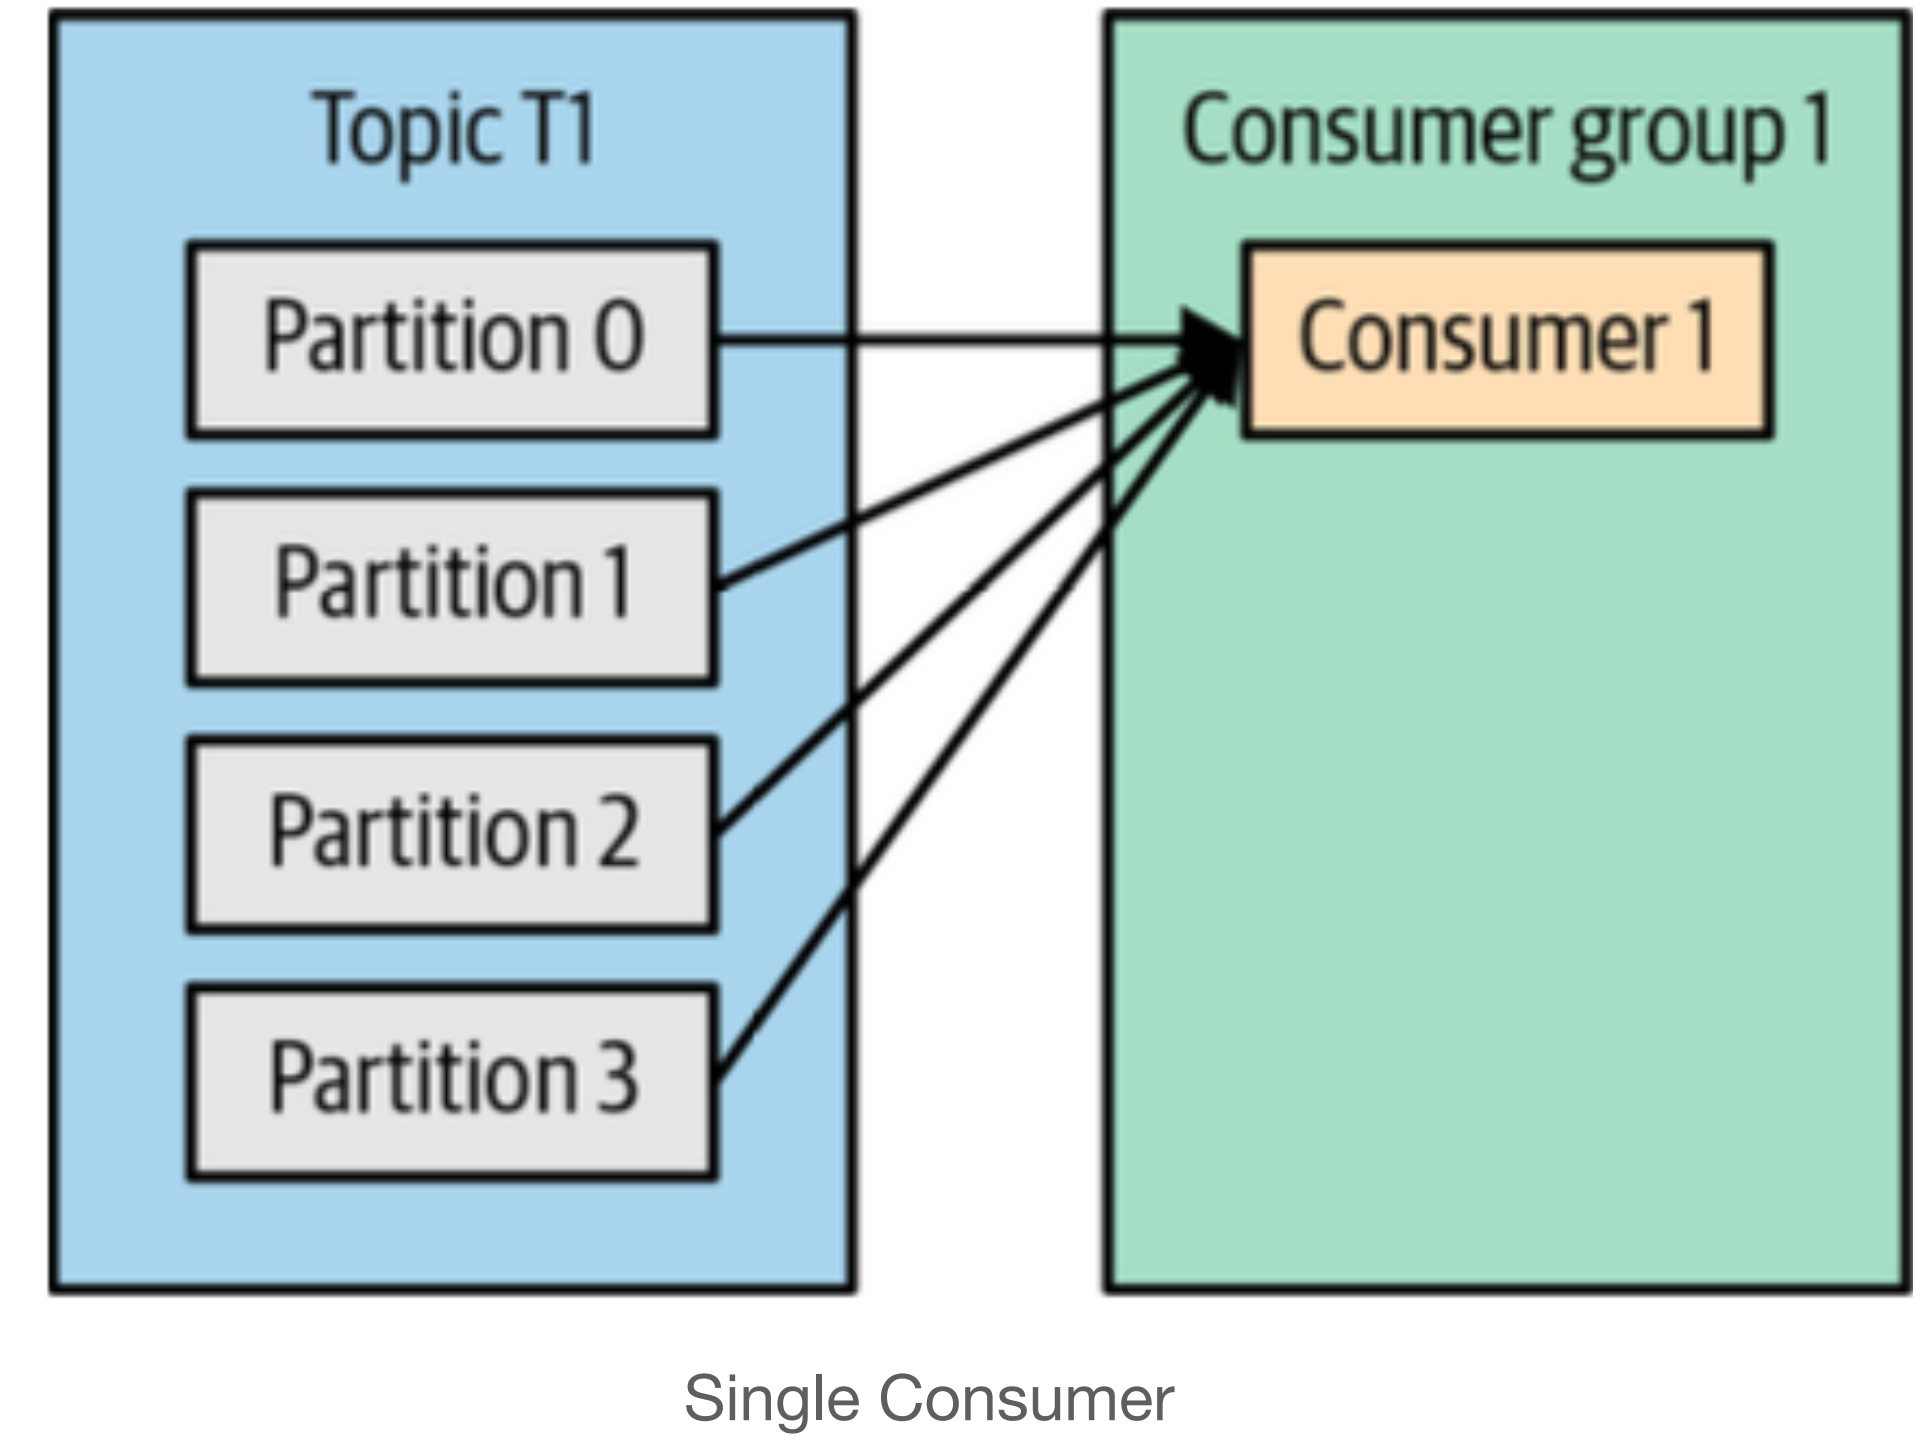 Topic T1
Partition 0
Partition 1
Partition 2
Partition 3
Consumer group 1
Consumer 1
Single Consumer